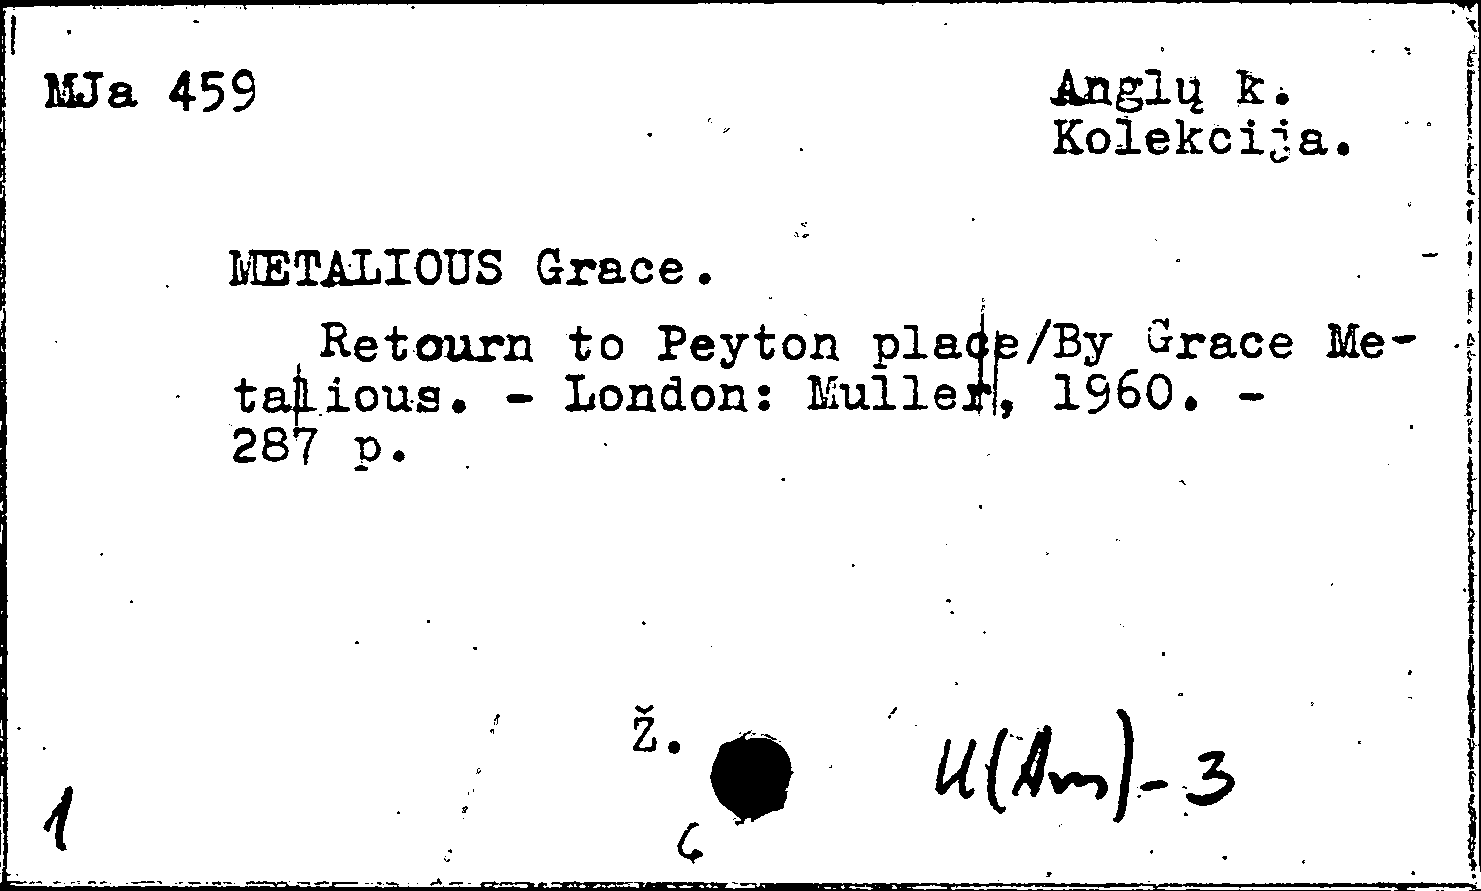 MJa 459
Anglų k.
Kolekcija.
METALIOUS Grace.
Retourn to Peyton place/By Grace Me-
talious. - London: Muller, 1960. -
287 p.
Ž.
U(Am)-3
1
6